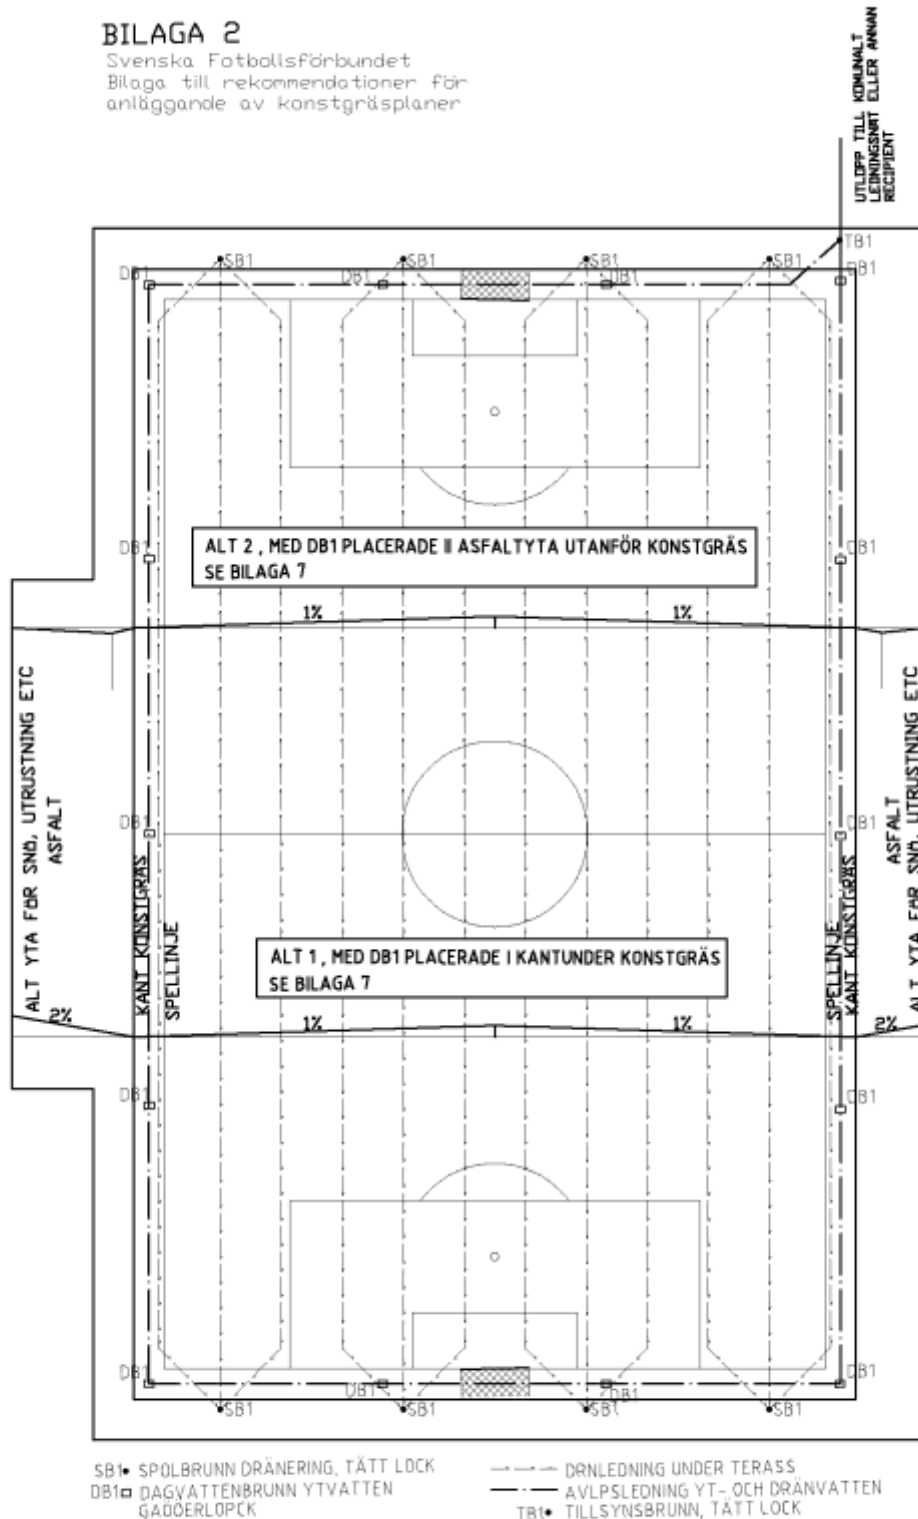 BILAGA 2
Svenska Fotbollsförbundet
Bilaga till rekommendationer för
anläggande av konstgräsplaner
UTLOPP TILL KOMUNALT
LEDNINGSNÄT ELLER ANNAN
RECIPIENT
TB1
SB1 SB1 SB1 SB1
DB1 DB1 DB1 DB1
DB1 DB1
ALT 2 , MED DB1 PLACERADE II ASFALTYTA UTANFÖR KONSTGRÄS
SE BILAGA 7
1% 1%
ALT YTA FÖR SNÖ, UTRUSTNING ETC
ASFALT
KANT KONSTGRÄS
SPELLINJE
DB1 DB1
SPELLINJE
KANT KONSTGRÄS
ASFALT
ALT YTA FÖR SNÖ, UTRUSTNING ETC
ALT 1 , MED DB1 PLACERADE I KANTUNDER KONSTGRÄS
SE BILAGA 7
2% 1% 1% 2%
DB1 DB1
DB1 DB1 DB1 DB1
SB1 SB1 SB1 SB1
SB1 SPOLBRUNN DRÄNERING, TÄTT LOCK
DB1 DAGVATTENBRUNN YTVATTEN
GAÖÖERLOPCK
DRNLEDNING UNDER TERASS
AVLPSLEDNING YT- OCH DRÄNVATTEN
TB1 TILLSYNSBRUNN, TÄTT LOCK